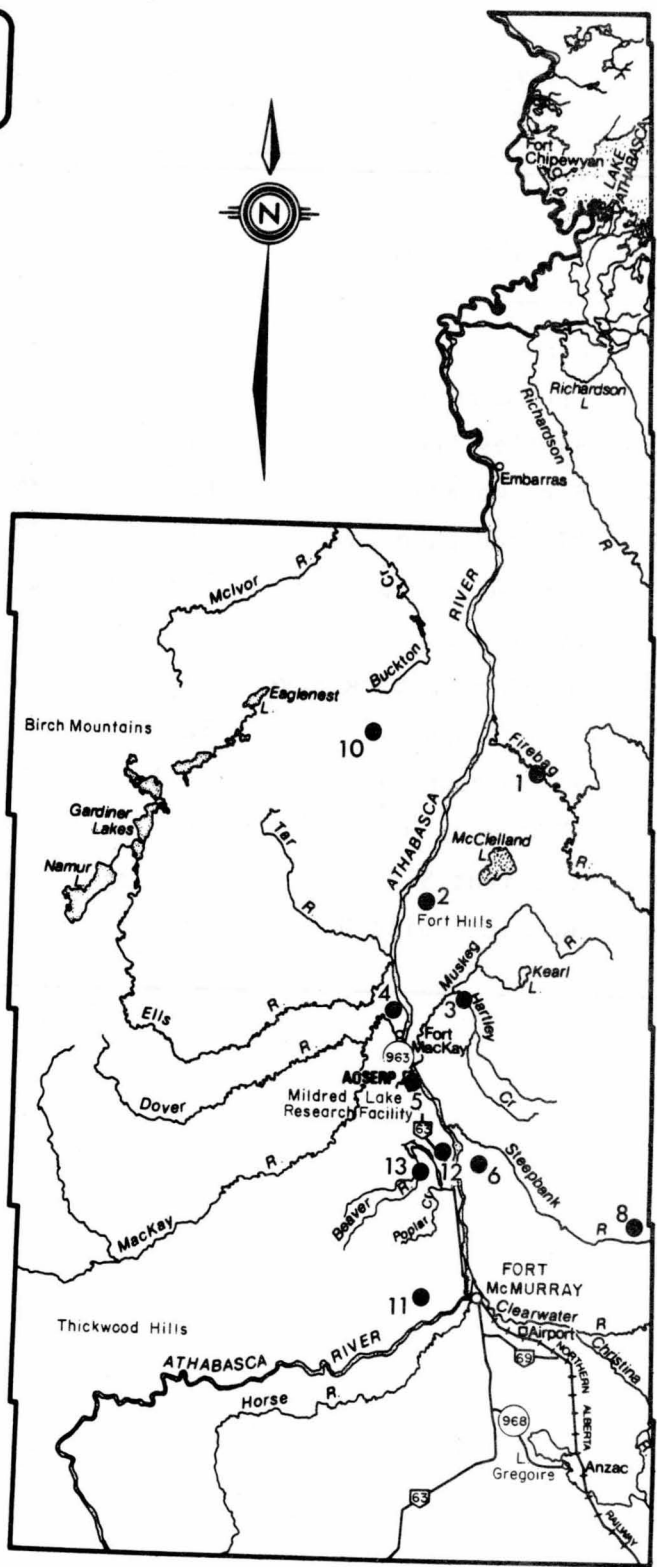 N
Fort
Chipewyan
LAKE
ATHABASCA
Richardson
L.
Richardson
R
Embarras
RIVER
McIvor R.
Cr.
Buckton
Eaglenest
L.
Birch Mountains
10
Firebag
1
R.
Gardiner
Lakes
Namur
L.
Tar
R.
ATHABASCA
McClelland
L.
2
Fort Hills
Muskeg
R
Kearl
L.
3
Hartley
Cr
4
Ells
R.
Fort
MacKay
963
AOSERP
Mildred Lake
Research Facility
5
Dover
R.
63
12
6
13
Steepbank
R
8
Beaver R.
Poplar Cr.
MacKay
R.
11
FORT
McMURRAY
Clearwater
R
Airport
Christina
Thickwood Hills
ATHABASCA RIVER
69
NORTHERN ALBERTA
RAILWAY
Horse R.
968
L.
Gregoire
Anzac
63